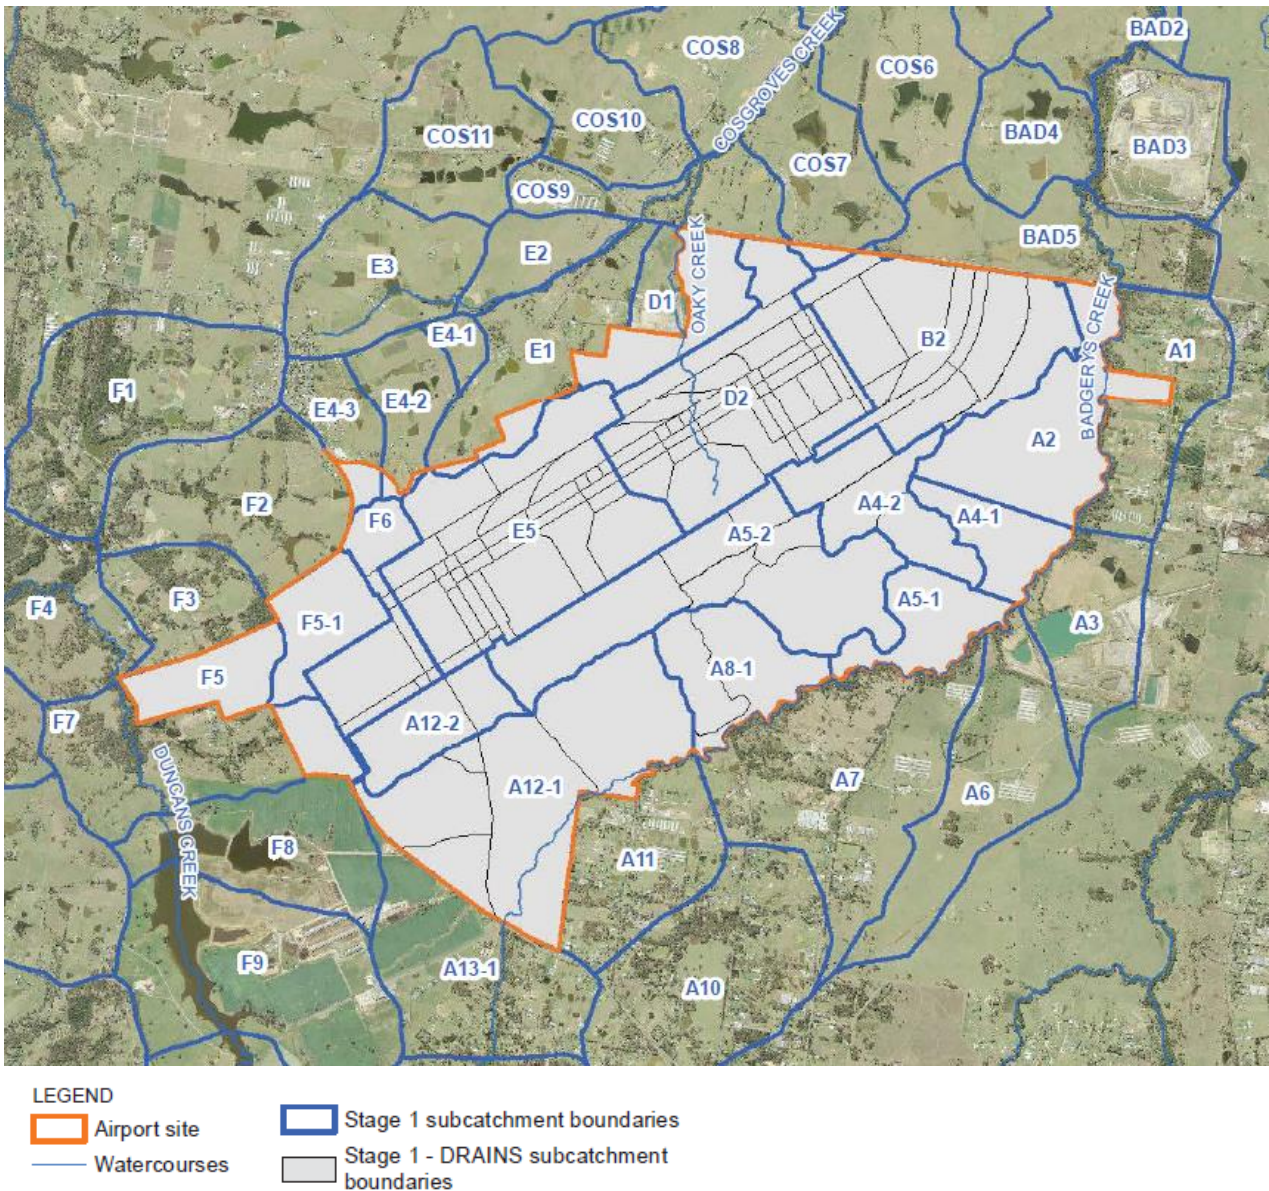 BAD2
COS8
COSGROVES CREEK
COS6
COS10
COS11
BAD4
BAD3
COS7
COS9
BAD5
OAKY CREEK
E2
E3
D1
BADGERYS CREEK
E4-1
B2
E1
A1
F1
E4-2
D2
E4-3
A2
F2
A4-2
F6
A4-1
E5
A5-2
F3
A5-1
F4
F5-1
A3
A8-1
F5
F7
A12-2
DUNCANS CREEK
A7
A12-1
A6
F8
A11
F9
A13-1
A10
LEGEND
Airport site
Watercourses
Stage 1 subcatchment boundaries
Stage 1 - DRAINS subcatchment
boundaries